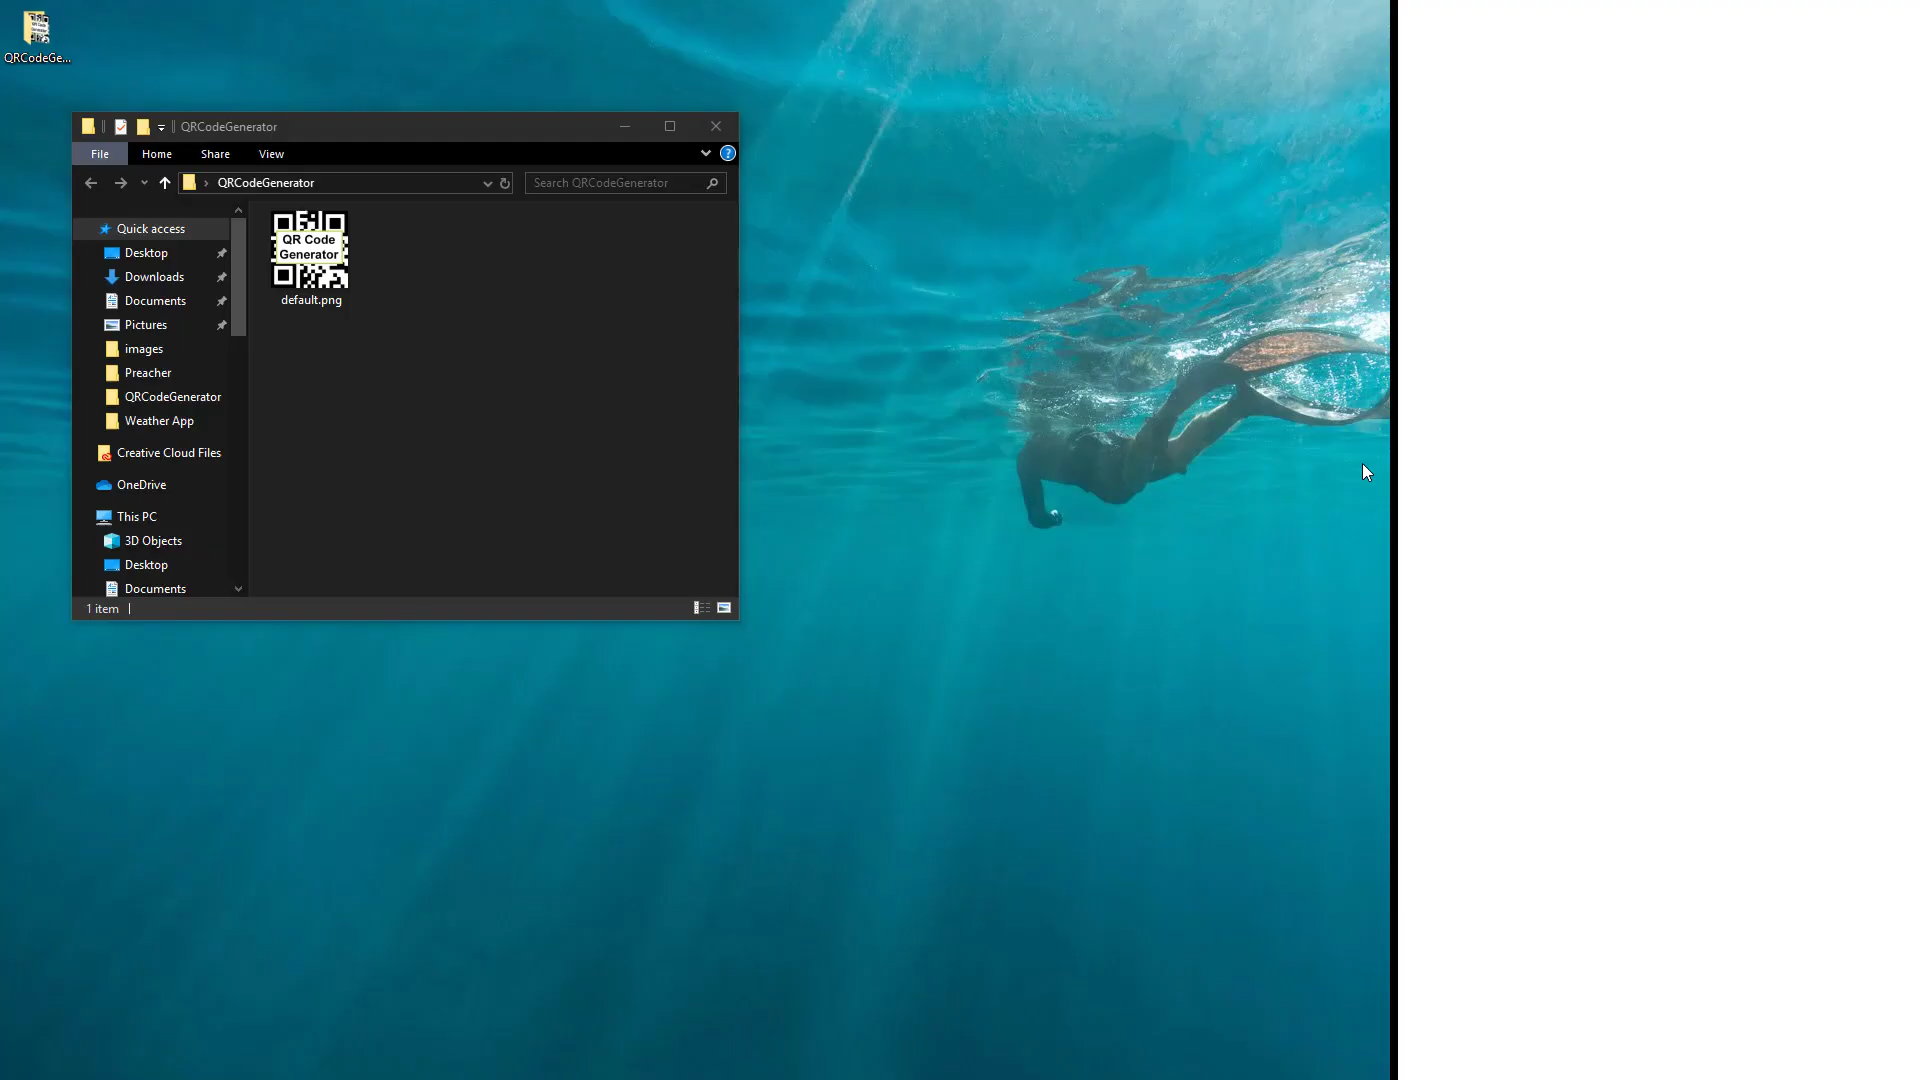 QRCodeGe...
QRCodeGenerator
File Home Share View
QRCodeGenerator
Search QRCodeGenerator
Quick access
Desktop
Downloads
Documents
Pictures
images
Preacher
QRCodeGenerator
Weather App
Creative Cloud Files
OneDrive
This PC
3D Objects
Desktop
Documents
QR Code
Generator
default.png
1 item